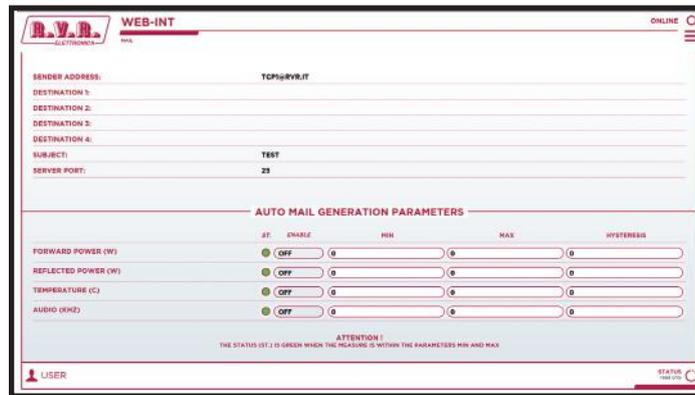 R.V.R.
ELETTRONICA
WEB-INT
MAIL
ONLINE
SENDER ADDRESS: TGP1@RVR.IT
DESTINATION 1:
DESTINATION 2:
DESTINATION 3:
DESTINATION 4:
SUBJECT: TEST
SERVER PORT: 25
AUTO MAIL GENERATION PARAMETERS
ST. ENABLE MIN MAX HYSTERESIS
FORWARD POWER (W) OFF 0 0 0
REFLECTED POWER (W) OFF 0 0 0
TEMPERATURE (C) OFF 0 0 0
AUDIO (KHZ) OFF 0 0 0
ATTENTION !
THE STATUS (ST.) IS GREEN WHEN THE MEASURE IS WITHIN THE PARAMETERS MIN AND MAX
USER
STATUS